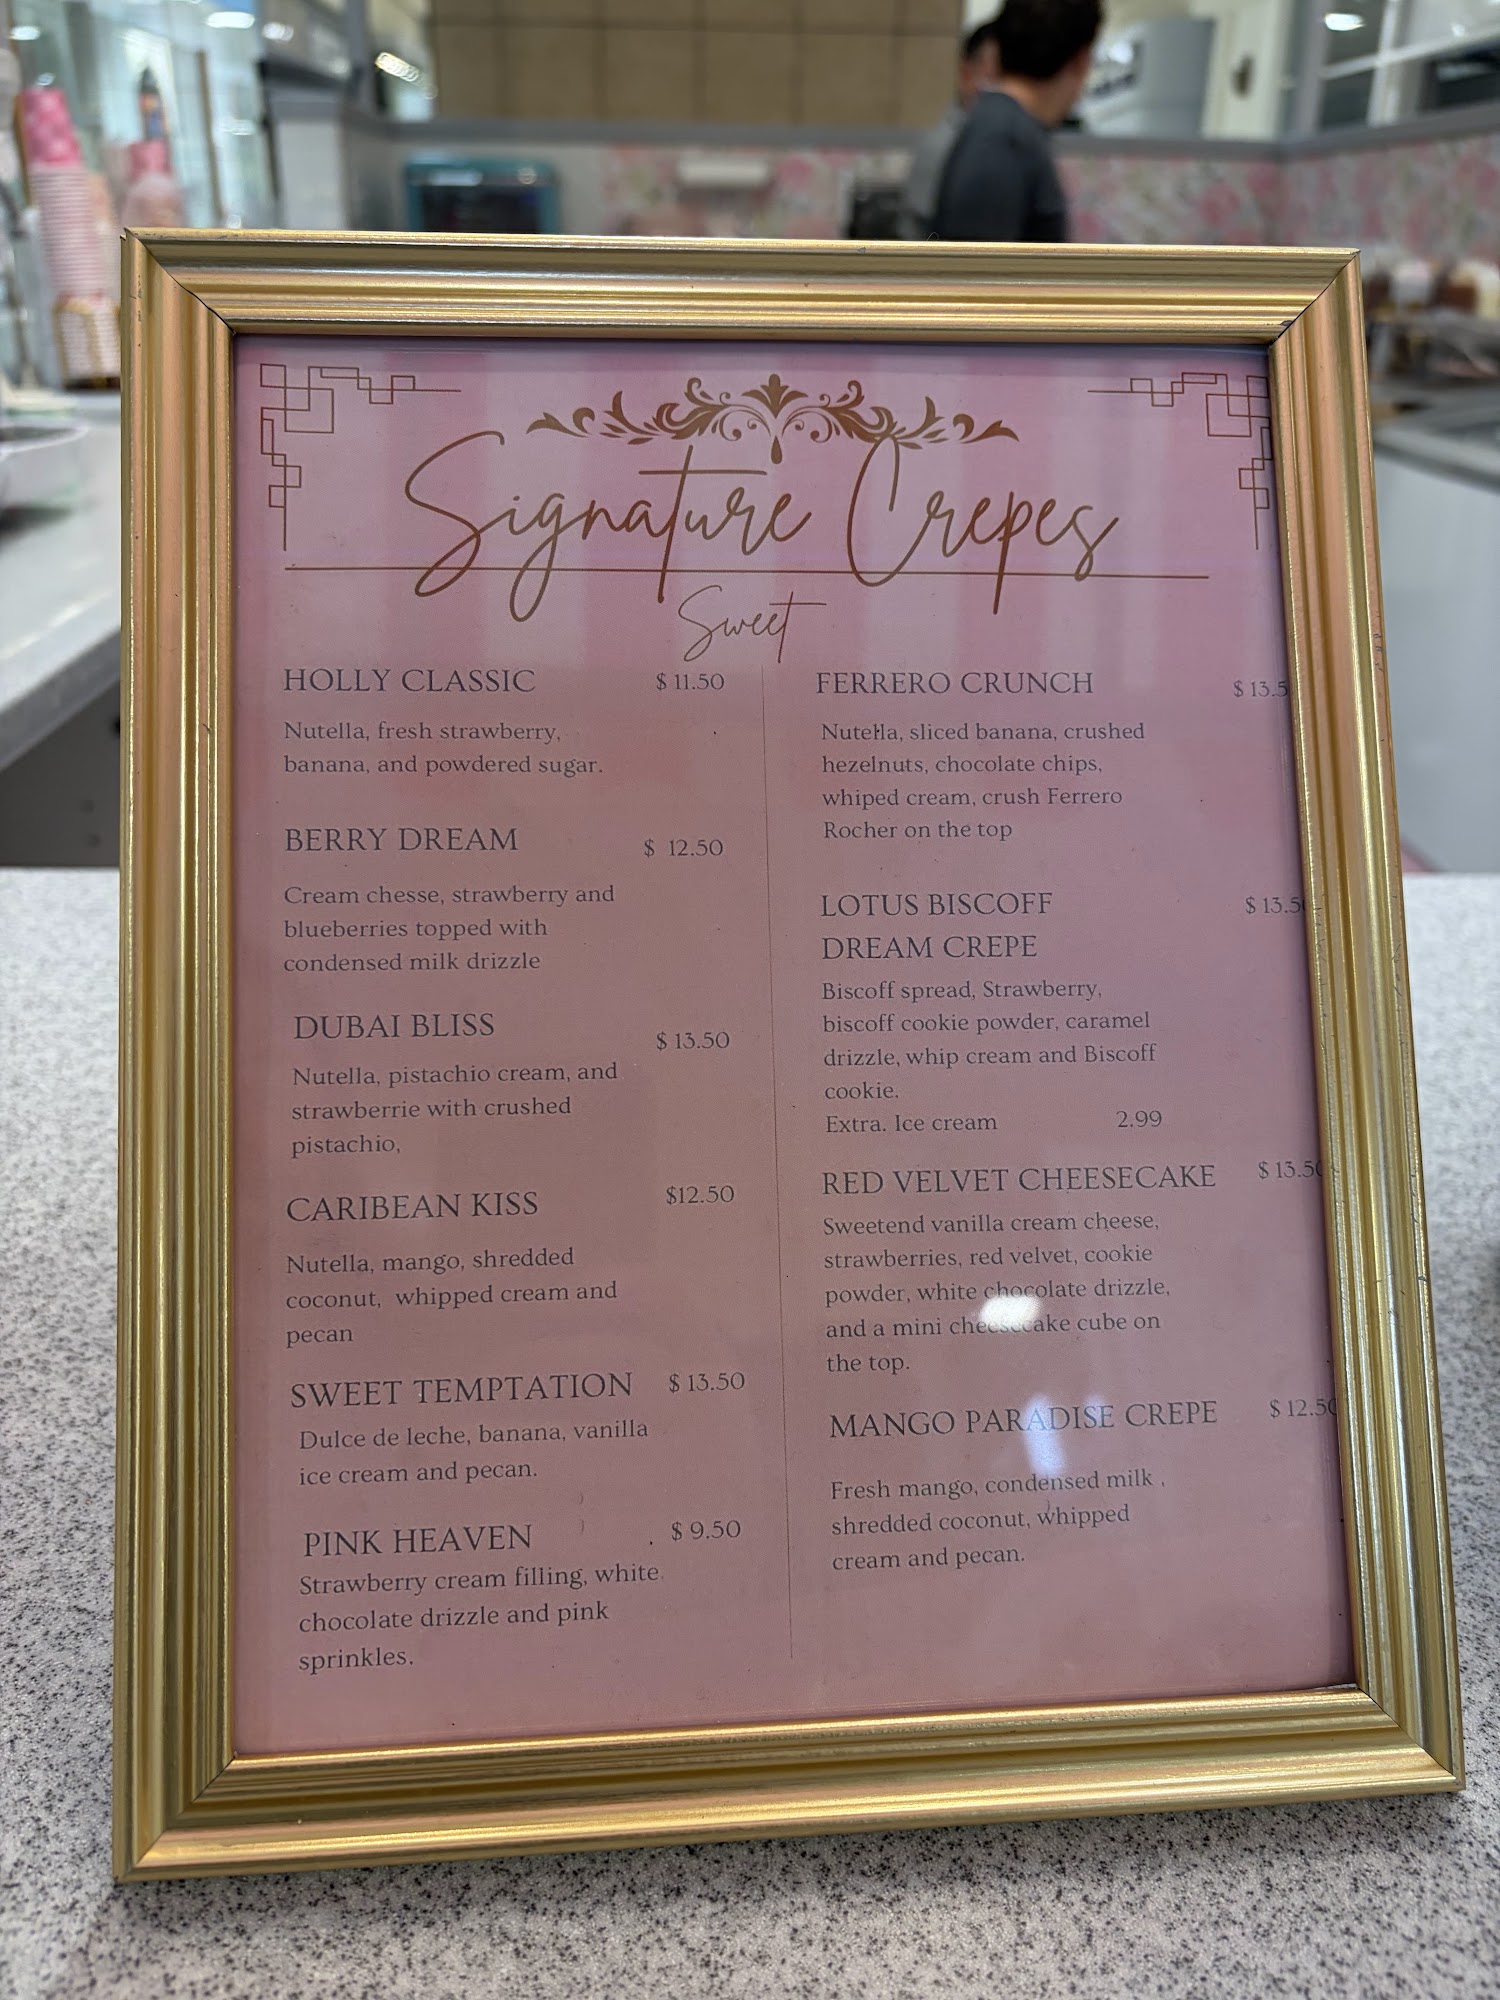 Signature Crepes
Sweet
HOLLY CLASSIC $ 11.50
Nutella, fresh strawberry,
banana, and powdered sugar.
BERRY DREAM $ 12.50
Cream chesse, strawberry and
blueberries topped with
condensed milk drizzle
DUBAI BLISS $ 13.50
Nutella, pistachio cream, and
strawberrie with crushed
pistachio,
CARIBEAN KISS $12.50
Nutella, mango, shredded
coconut, whipped cream and
pecan
SWEET TEMPTATION $ 13.50
Dulce de leche, banana, vanilla
ice cream and pecan.
PINK HEAVEN $ 9.50
Strawberry cream filling, white
chocolate drizzle and pink
sprinkles.
FERRERO CRUNCH $ 13.5
Nutella, sliced banana, crushed
hezelnuts, chocolate chips,
whiped cream, crush Ferrero
Rocher on the top
LOTUS BISCOFF $ 13.50
DREAM CREPE
Biscoff spread, Strawberry,
biscoff cookie powder, caramel
drizzle, whip cream and Biscoff
cookie.
Extra. Ice cream 2.99
RED VELVET CHEESECAKE $ 13.50
Sweetend vanilla cream cheese,
strawberries, red velvet, cookie
powder, white chocolate drizzle,
and a mini cheesecake cube on
the top.
MANGO PARADISE CREPE $ 12.50
Fresh mango, condensed milk ,
shredded coconut, whipped
cream and pecan.